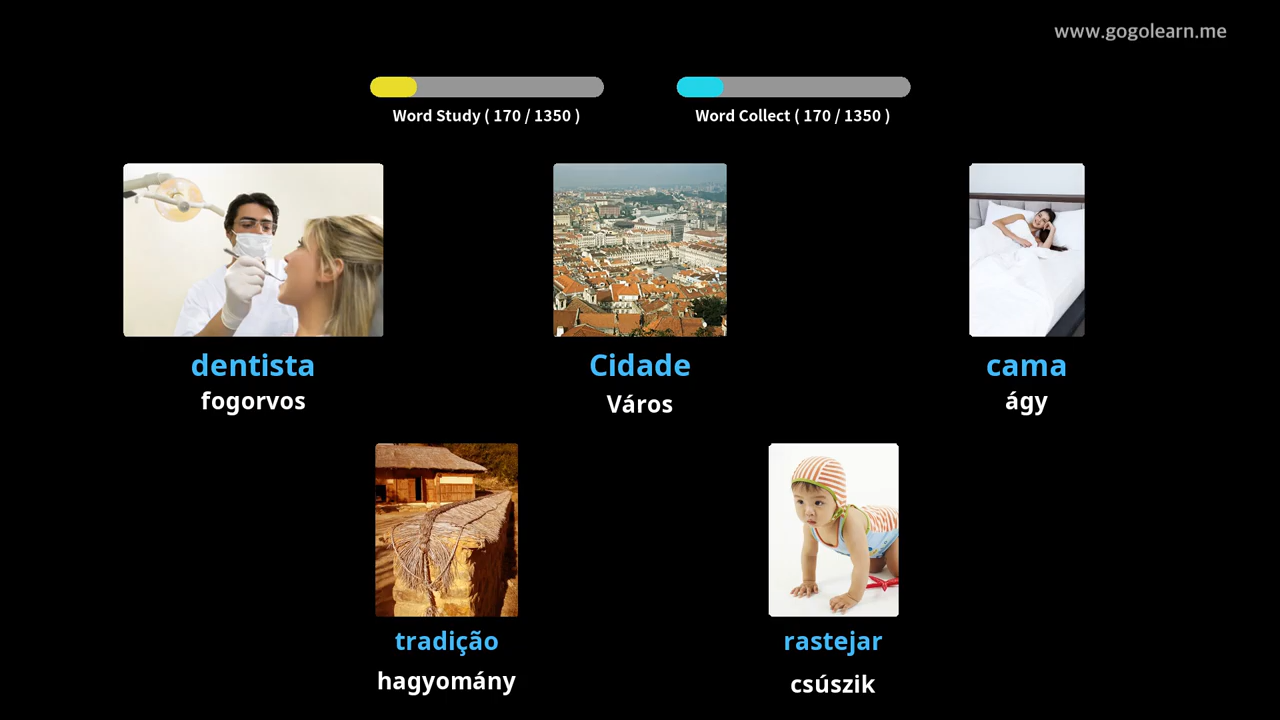 www.gogolearn.me
Word Study ( 170 / 1350 )
Word Collect ( 170 / 1350 )
dentista
fogorvos
Cidade
Város
cama
ágy
tradição
hagyomány
rastejar
csúszik